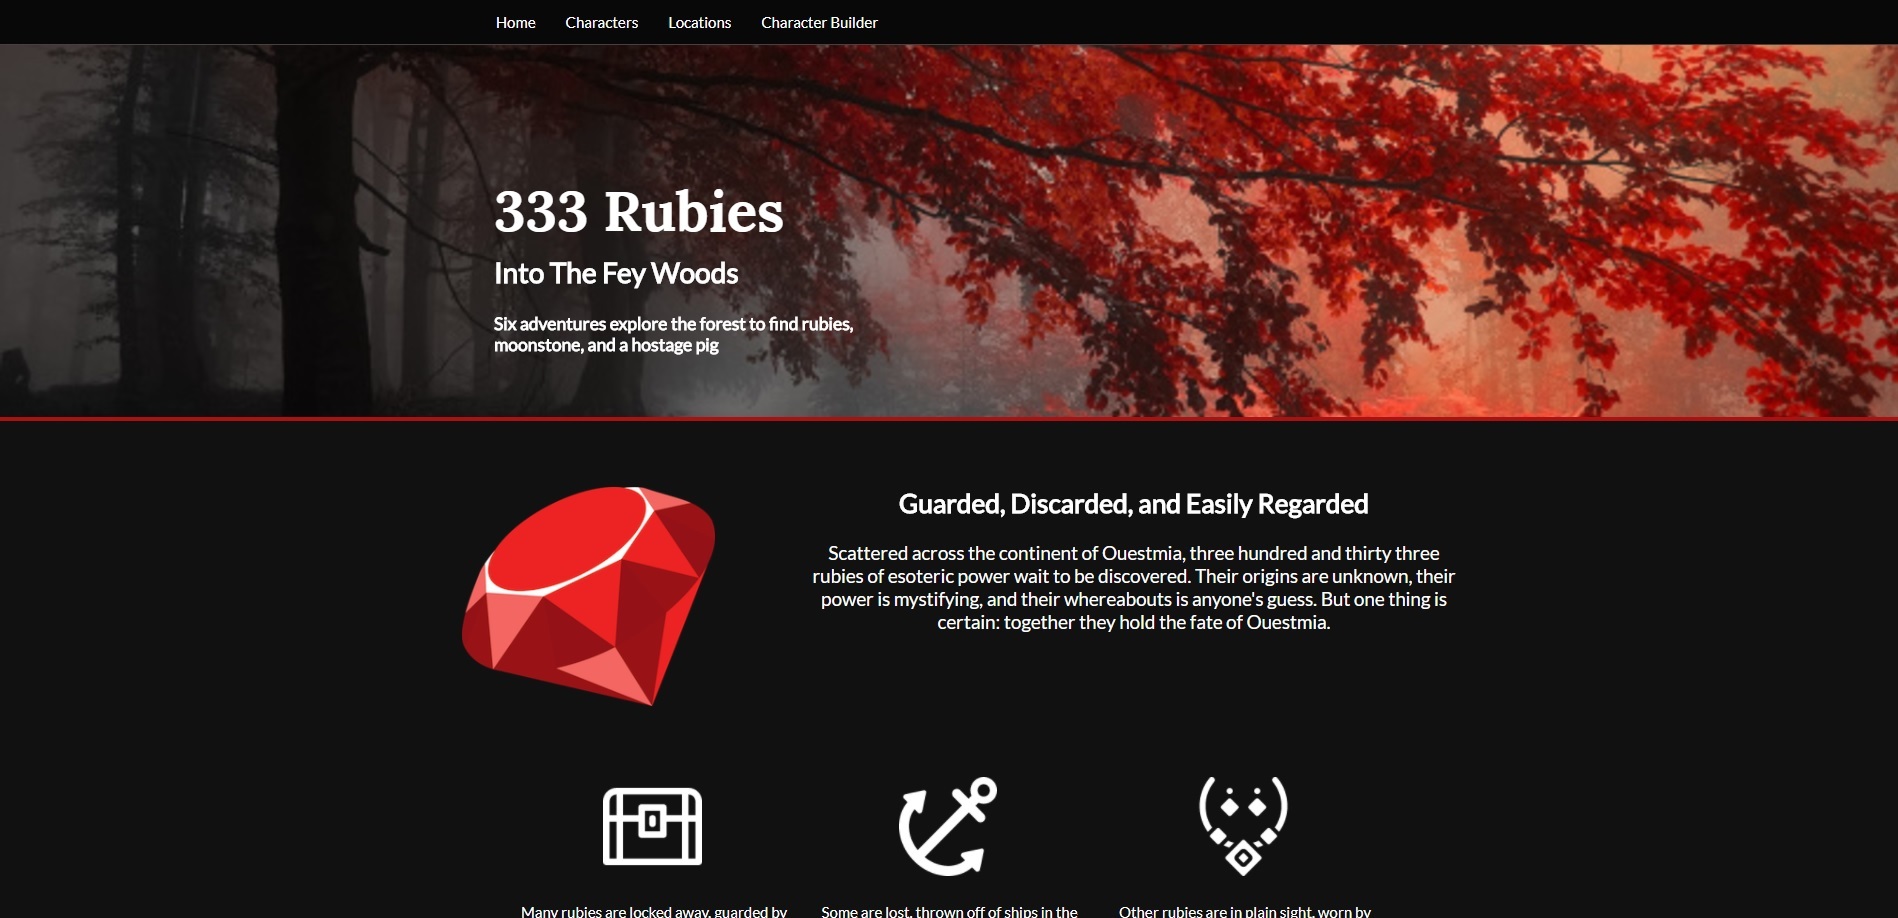 Home Characters Locations Character Builder
333 Rubies
Into The Fey Woods
Six adventures explore the forest to find rubies,
moonstone, and a hostage pig
Guarded, Discarded, and Easily Regarded
Scattered across the continent of Ouestmia, three hundred and thirty three
rubies of esoteric power wait to be discovered. Their origins are unknown, their
power is mystifying, and their whereabouts is anyone's guess. But one thing is
certain: together they hold the fate of Ouestmia.
Many rubies are locked away, guarded by
Some are lost, thrown off of ships in the
Other rubies are in plain sight, worn by